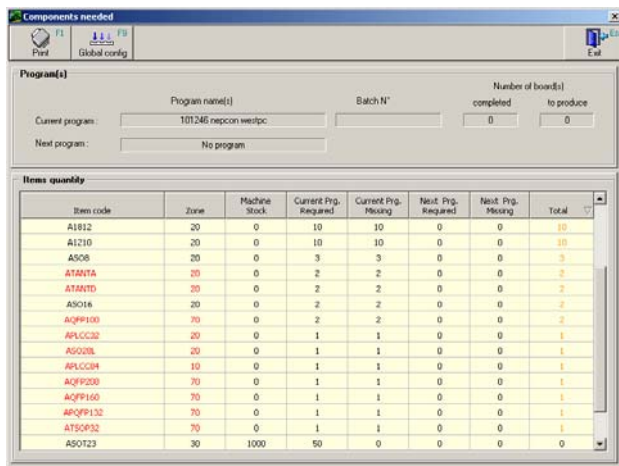 Components needed
F1 F9 Es
Print Global config Exit
Program(s)
Number of board(s)
Program name(s) Batch N° completed to produce
Current program : 101246 nepcon westpc 0 0
Next program : No program
Items quantity
Item code Zone Machine Stock Current Prg. Required Current Prg. Missing Next Prg. Required Next Prg. Missing Total
A1812 20 0 10 10 0 0 10
A1210 20 0 10 10 0 0 10
ASO8 20 0 3 3 0 0 3
ATANTA 20 0 2 2 0 0 2
ATANTD 20 0 2 2 0 0 2
ASO16 20 0 2 2 0 0 2
AQFP100 70 0 2 2 0 0 2
APLCC32 20 0 1 1 0 0 1
ASO28L 20 0 1 1 0 0 1
APLCC84 10 0 1 1 0 0 1
AQFP208 70 0 1 1 0 0 1
AQFP160 70 0 1 1 0 0 1
APQFP132 70 0 1 1 0 0 1
ATSOP32 70 0 1 1 0 0 1
ASOT23 30 1000 50 0 0 0 0